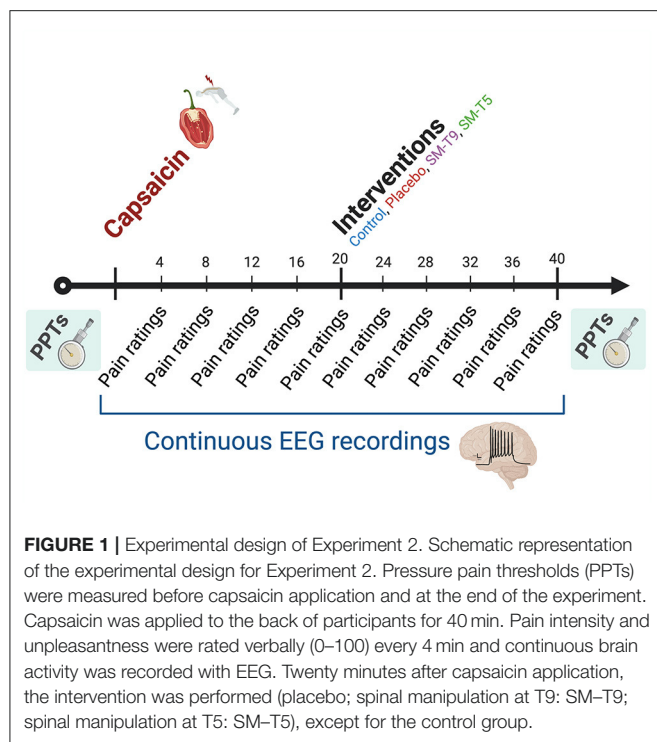 Capsaicin
Interventions
Control, Placebo, SM-T9, SM-T5
4 8 12 16 20 24 28 32 36 40
PPTs
Pain ratings
Pain ratings
Pain ratings
Pain ratings
Pain ratings
Pain ratings
Pain ratings
Pain ratings
Pain ratings
Pain ratings
PPTs
Continuous EEG recordings
FIGURE 1 | Experimental design of Experiment 2. Schematic representation
of the experimental design for Experiment 2. Pressure pain thresholds (PPTs)
were measured before capsaicin application and at the end of the experiment.
Capsaicin was applied to the back of participants for 40 min. Pain intensity and
unpleasantness were rated verbally (0–100) every 4 min and continuous brain
activity was recorded with EEG. Twenty minutes after capsaicin application,
the intervention was performed (placebo; spinal manipulation at T9: SM–T9;
spinal manipulation at T5: SM–T5), except for the control group.